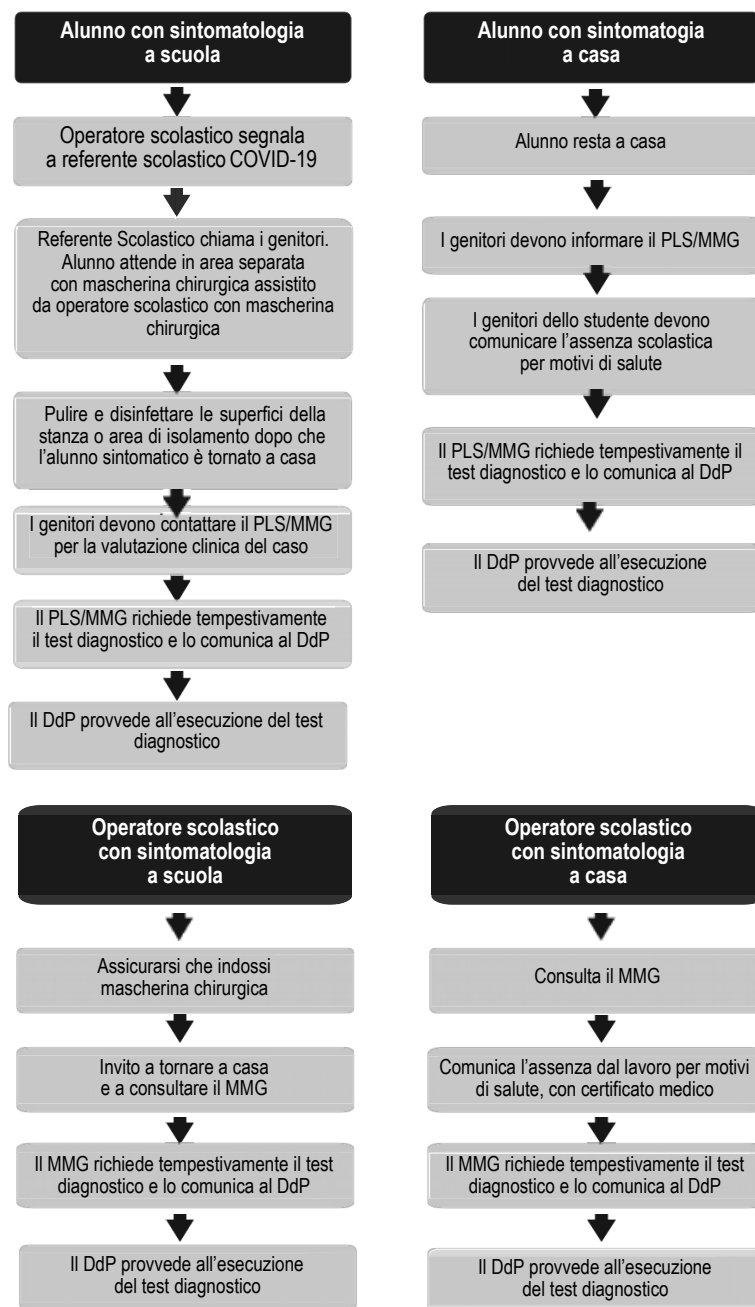 Alunno con sintomatologia
a scuola
Operatore scolastico segnala
a referente scolastico COVID-19
Referente Scolastico chiama i genitori.
Alunno attende in area separata
con mascherina chirurgica assistito
da operatore scolastico con mascherina
chirurgica
Pulire e disinfettare le superfici della
stanza o area di isolamento dopo che
l'alunno sintomatico è tornato a casa
I genitori devono contattare il PLS/MMG
per la valutazione clinica del caso
Il PLS/MMG richiede tempestivamente
il test diagnostico e lo comunica al DdP
Il DdP provvede all'esecuzione del test
diagnostico
Alunno con sintomatogia
a casa
Alunno resta a casa
I genitori devono informare il PLS/MMG
I genitori dello studente devono
comunicare l'assenza scolastica
per motivi di salute
Il PLS/MMG richiede tempestivamente il
test diagnostico e lo comunica al DdP
Il DdP provvede all'esecuzione
del test diagnostico
Operatore scolastico
con sintomatologia
a scuola
Assicurarsi che indossi
mascherina chirurgica
Invito a tornare a casa
e a consultare il MMG
Il MMG richiede tempestivamente il test
diagnostico e lo comunica al DdP
Il DdP provvede all'esecuzione
del test diagnostico
Operatore scolastico
con sintomatologia
a casa
Consulta il MMG
Comunica l'assenza dal lavoro per motivi
di salute, con certificato medico
Il MMG richiede tempestivamente il test
diagnostico e lo comunica al DdP
Il DdP provvede all'esecuzione
del test diagnostico